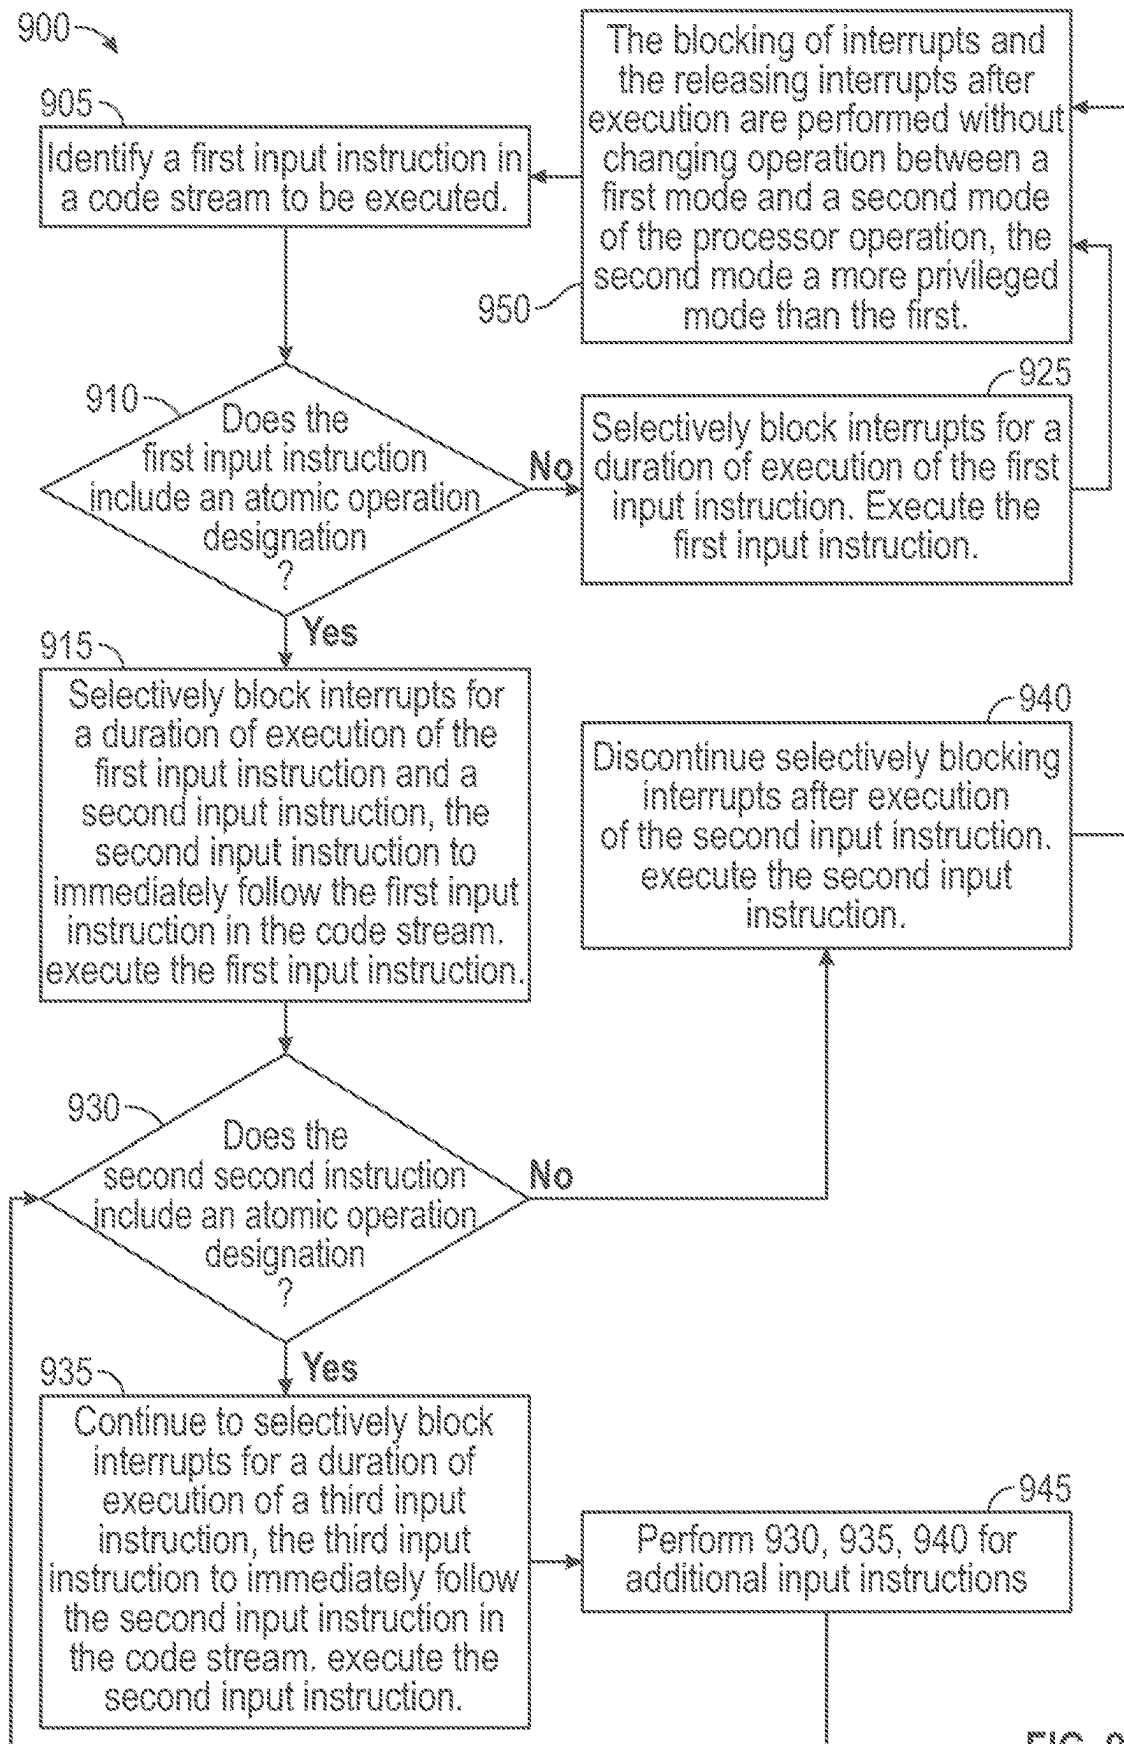 900
905
Identify a first input instruction in
a code stream to be executed.
The blocking of interrupts and
the releasing interrupts after
execution are performed without
changing operation between a
first mode and a second mode
of the processor operation, the
second mode a more privileged
mode than the first.
950
910
Does the
first input instruction
include an atomic operation
designation
?
No
925
Selectively block interrupts for a
duration of execution of the first
input instruction. Execute the
first input instruction.
Yes
915
Selectively block interrupts for
a duration of execution of the
first input instruction and a
second input instruction, the
second input instruction to
immediately follow the first input
instruction in the code stream.
execute the first input instruction.
940
Discontinue selectively blocking
interrupts after execution
of the second input instruction.
execute the second input
instruction.
930
Does the
second second instruction
include an atomic operation
designation
?
No
Yes
935
Continue to selectively block
interrupts for a duration of
execution of a third input
instruction, the third input
instruction to immediately follow
the second input instruction in
the code stream. execute the
second input instruction.
945
Perform 930, 935, 940 for
additional input instructions
FIG.